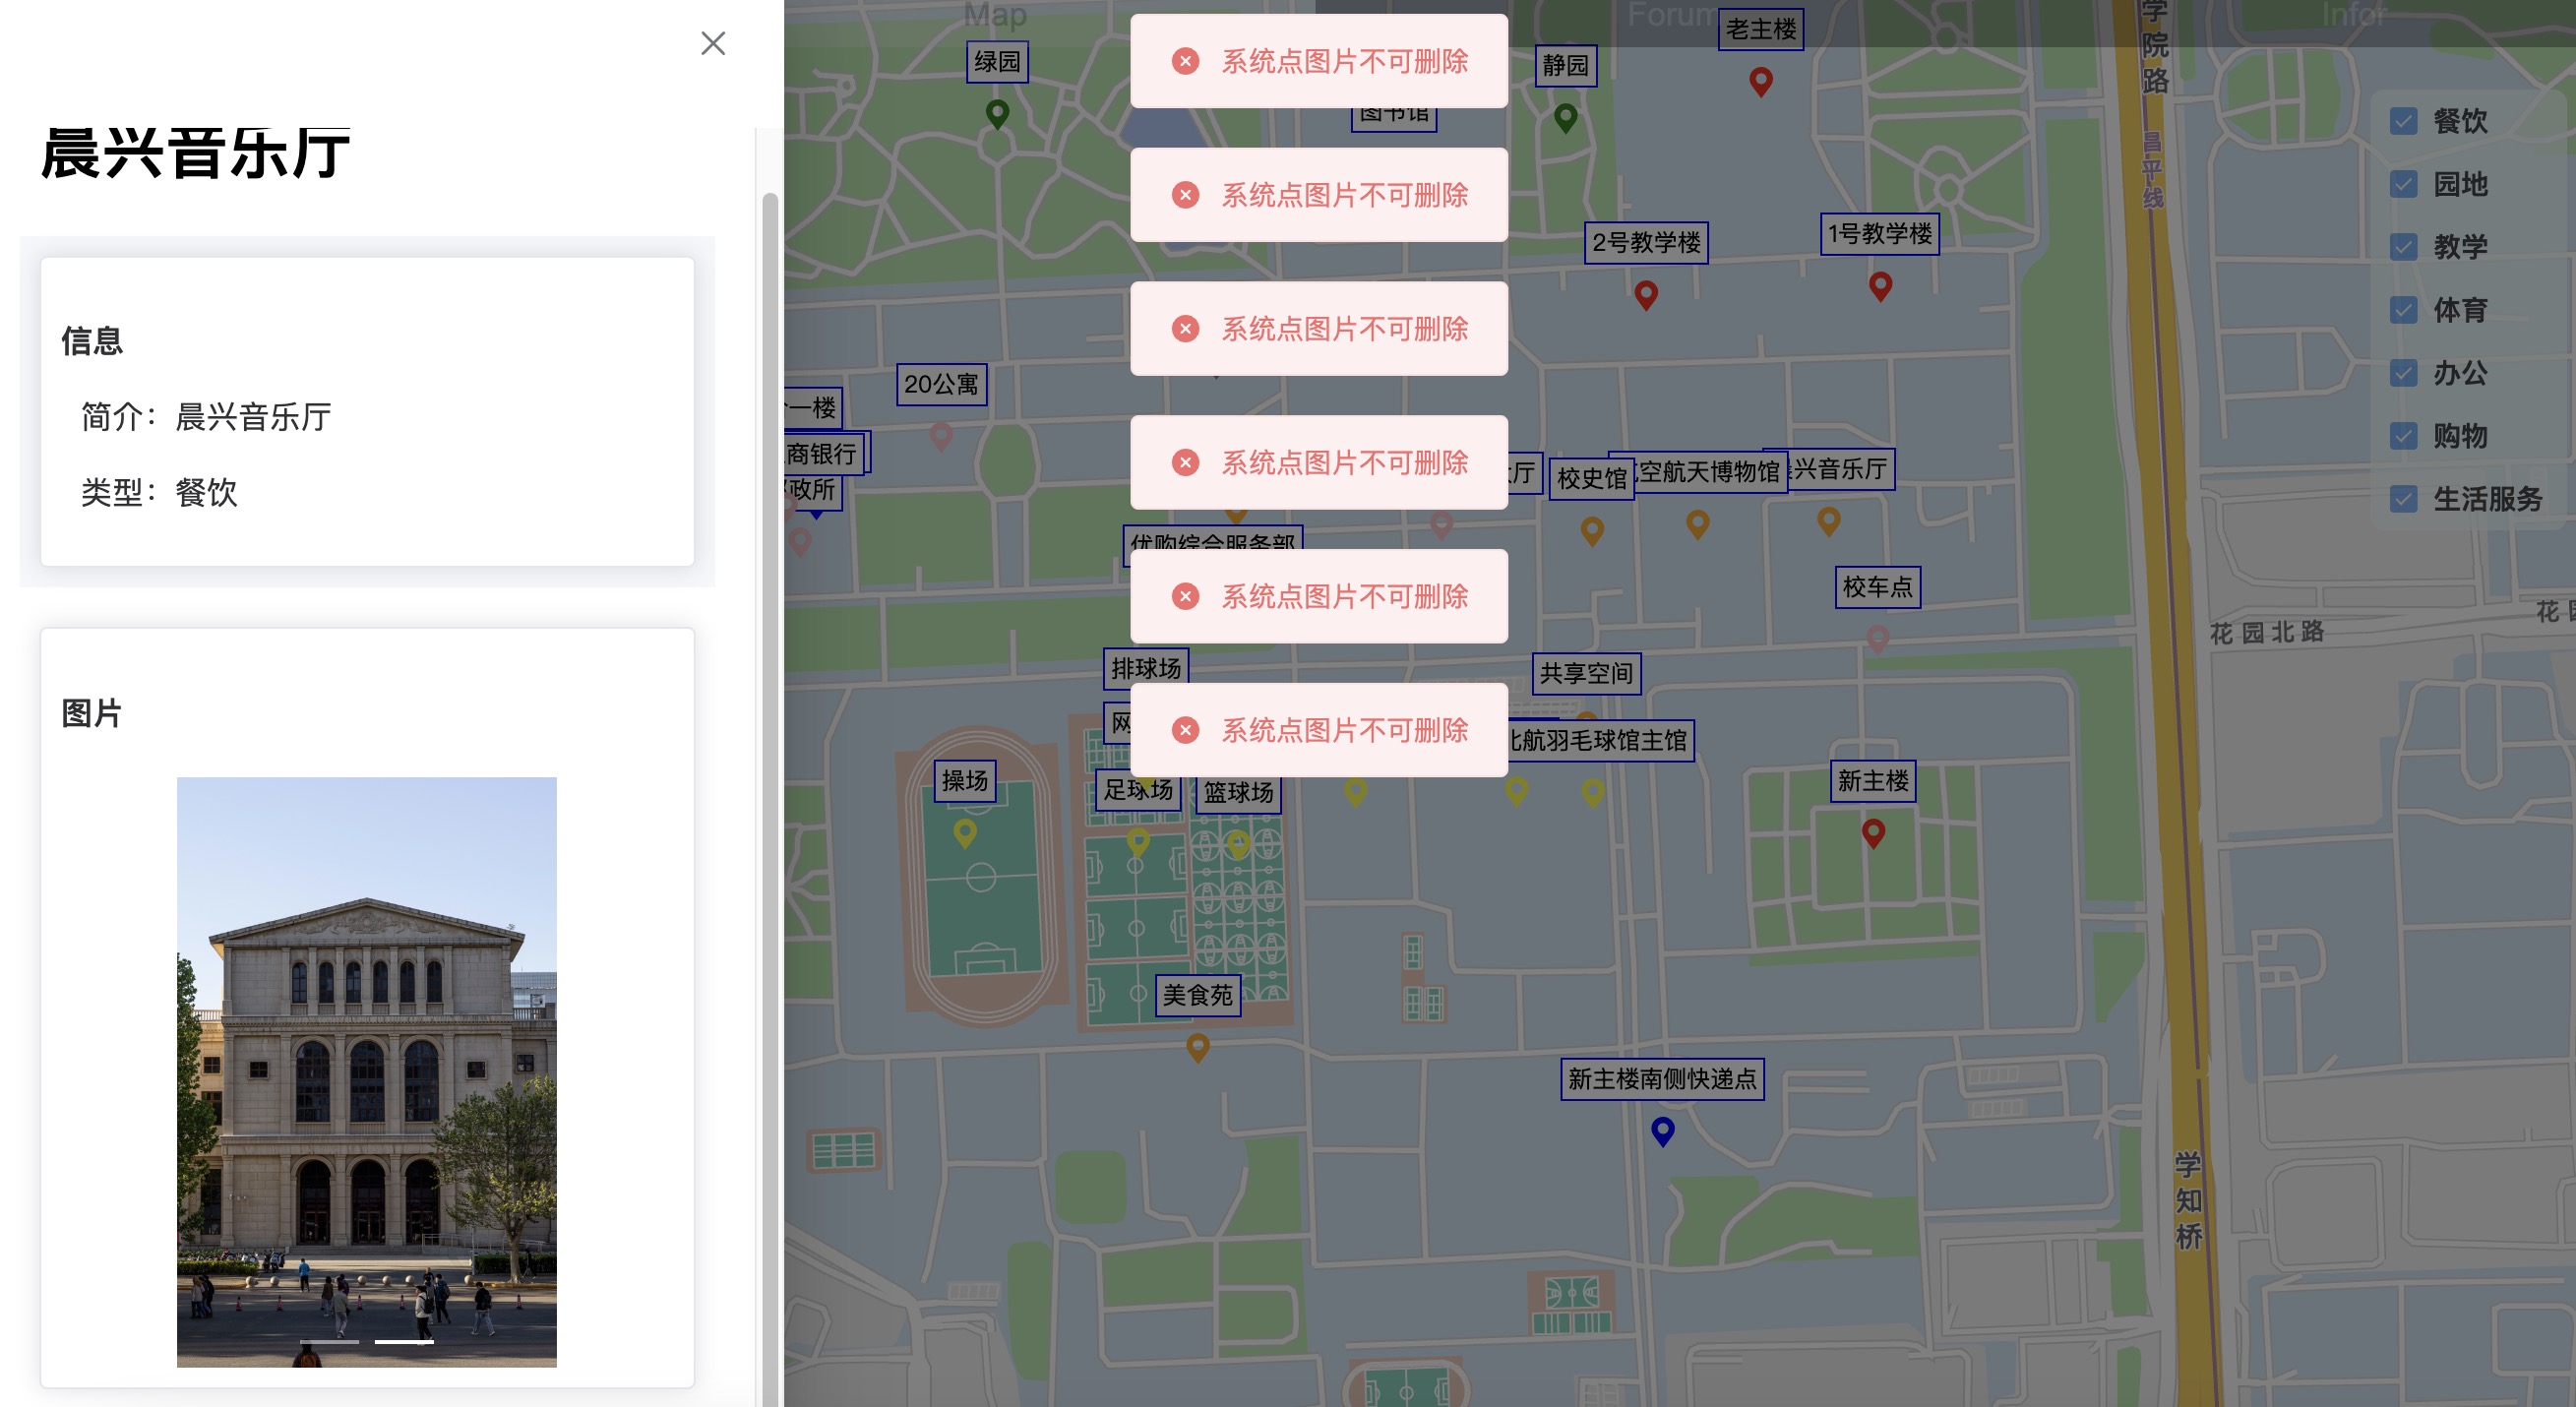 晨兴音乐厅
信息
简介：晨兴音乐厅
类型：餐饮
图片
Map
Forum
Infor
系统点图片不可删除
系统点图片不可删除
系统点图片不可删除
系统点图片不可删除
系统点图片不可删除
系统点图片不可删除
绿园
图书馆
静园
老主楼
学院路
昌平线
2号教学楼
1号教学楼
20公寓
一楼
商银行
政所
厅
校史馆
空航天博物馆
兴音乐厅
优购综合服务部
校车点
花园北路
花园
排球场
网
共享空间
北航羽毛球馆主馆
操场
足球场
篮球场
新主楼
美食苑
新主楼南侧快递点
学知桥
餐饮
园地
教学
体育
办公
购物
生活服务